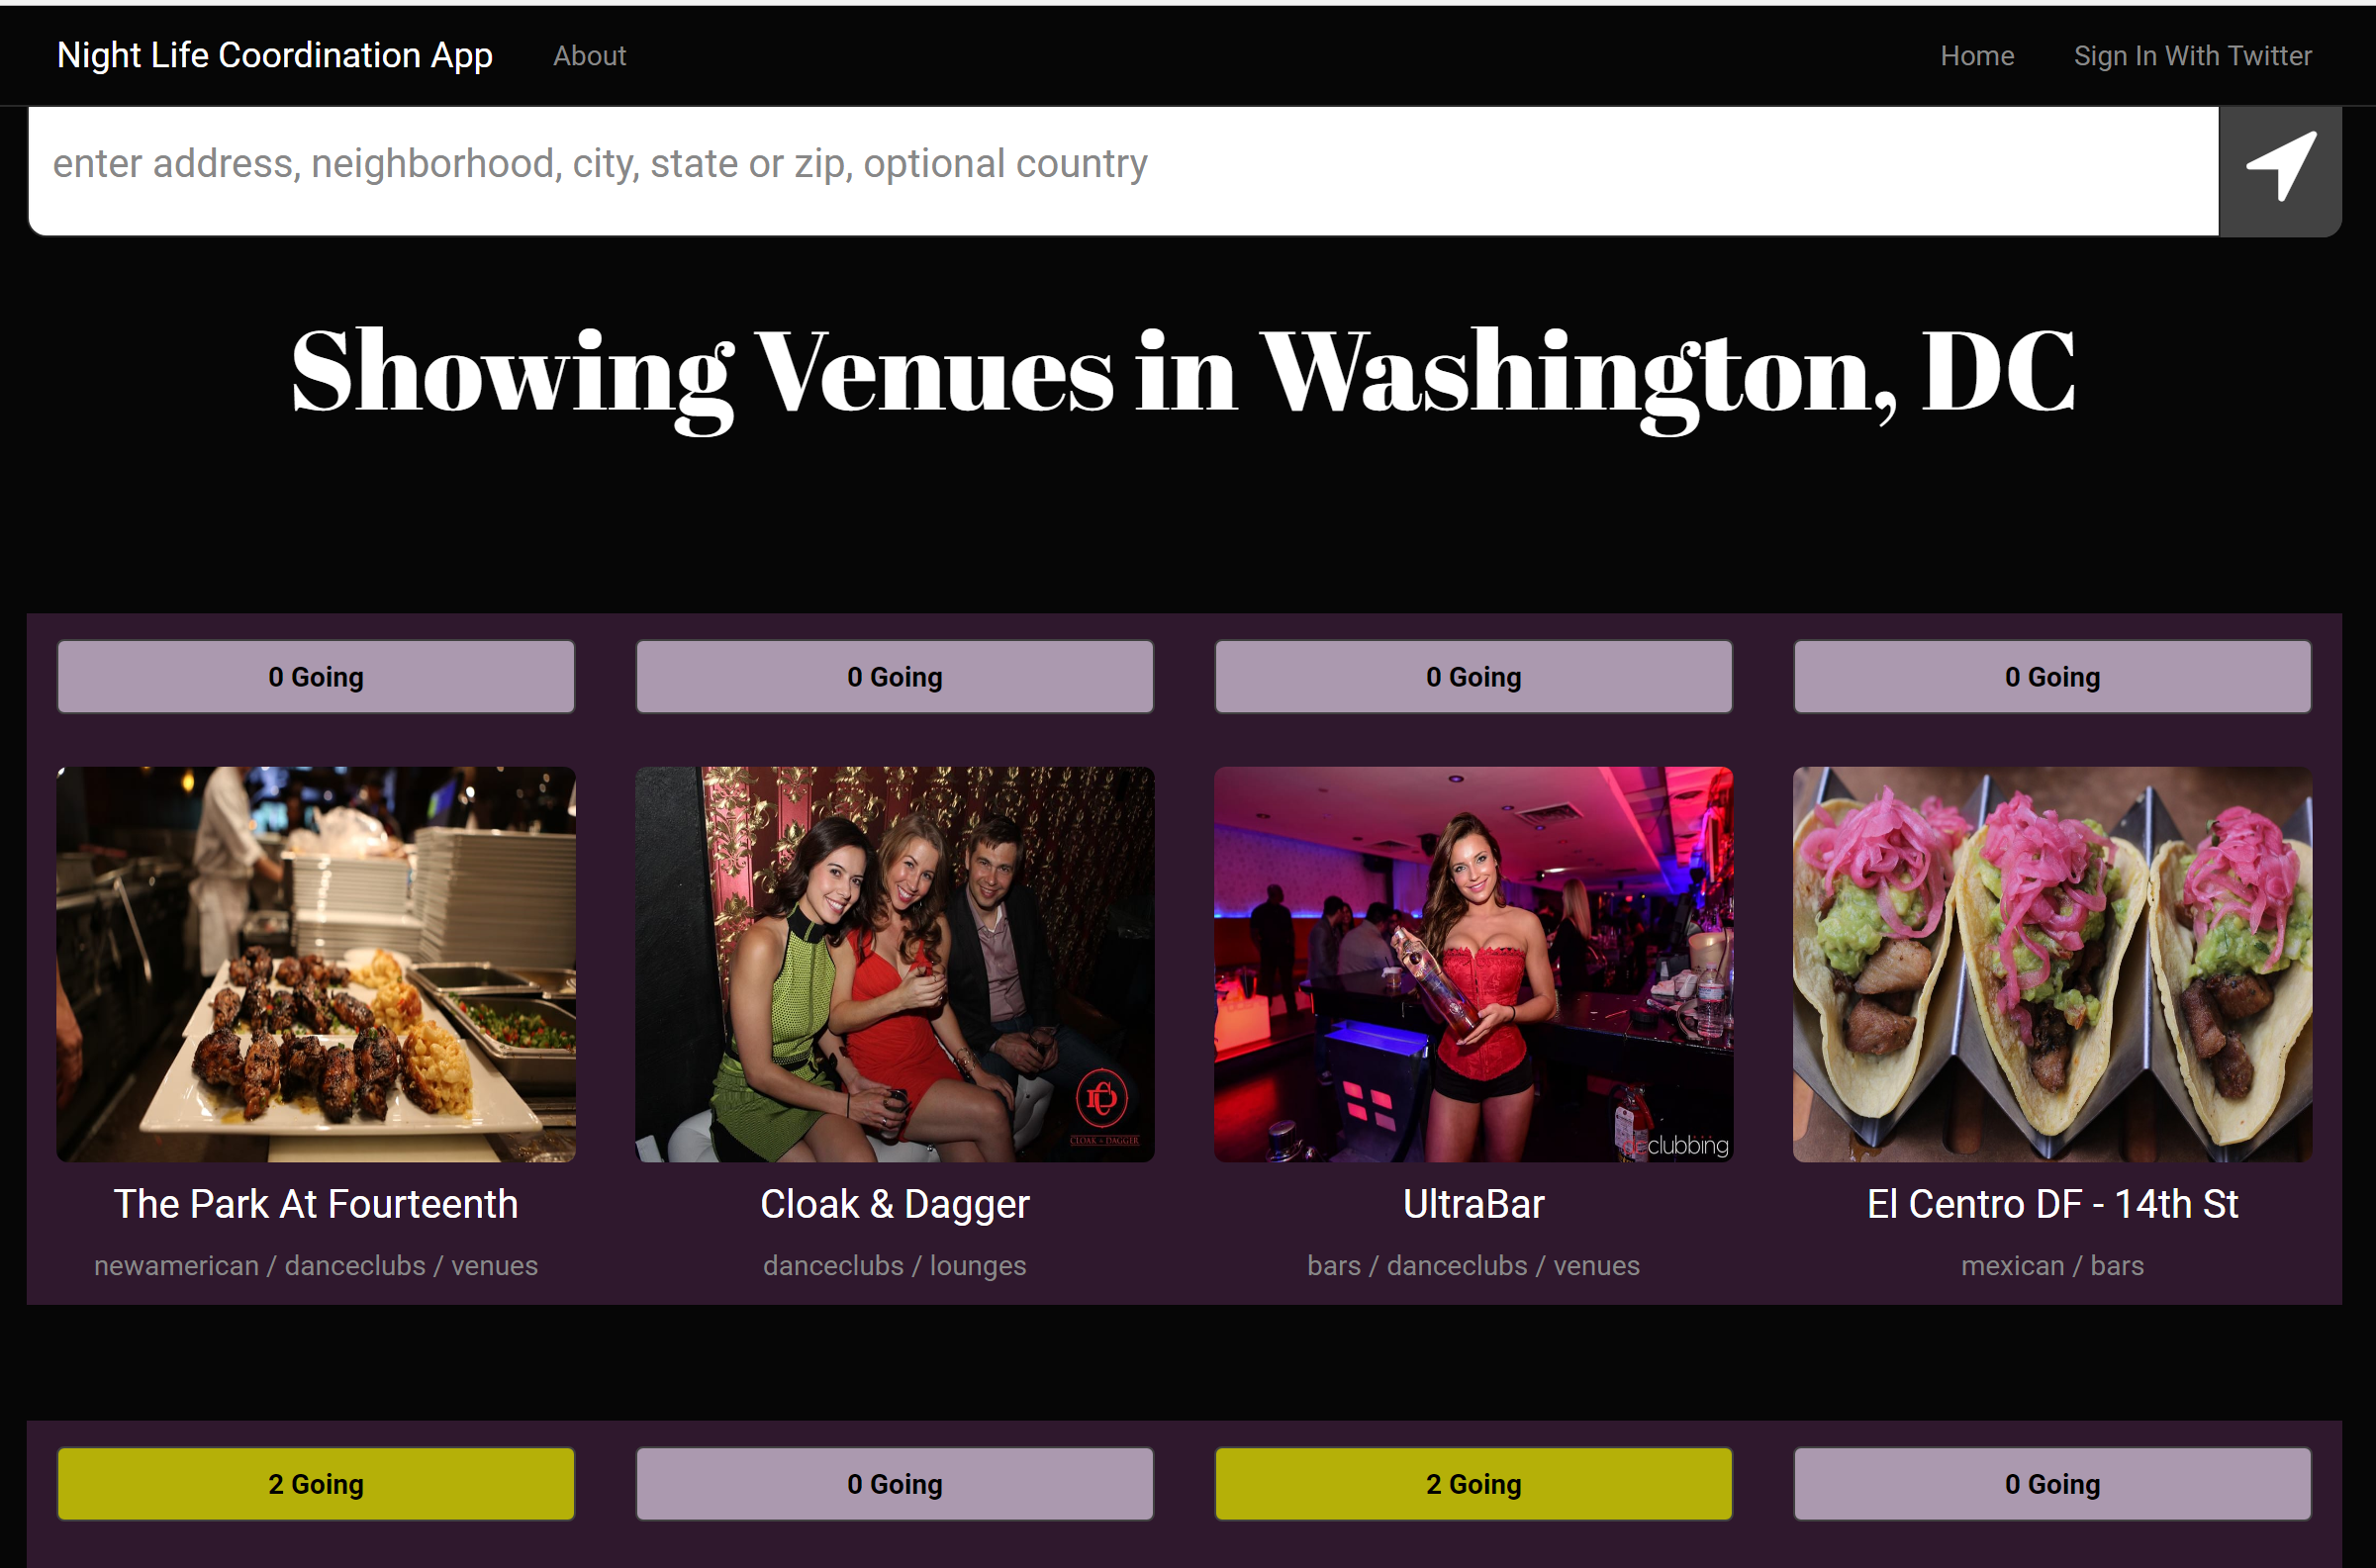 Night Life Coordination App About Home Sign In With Twitter
enter address, neighborhood, city, state or zip, optional country
Showing Venues in Washington, DC
0 Going 0 Going 0 Going 0 Going
CLOAK & DAGGER
clubbing
The Park At Fourteenth Cloak & Dagger UltraBar El Centro DF - 14th St
newamerican / danceclubs / venues danceclubs / lounges bars / danceclubs / venues mexican / bars
2 Going 0 Going 2 Going 0 Going